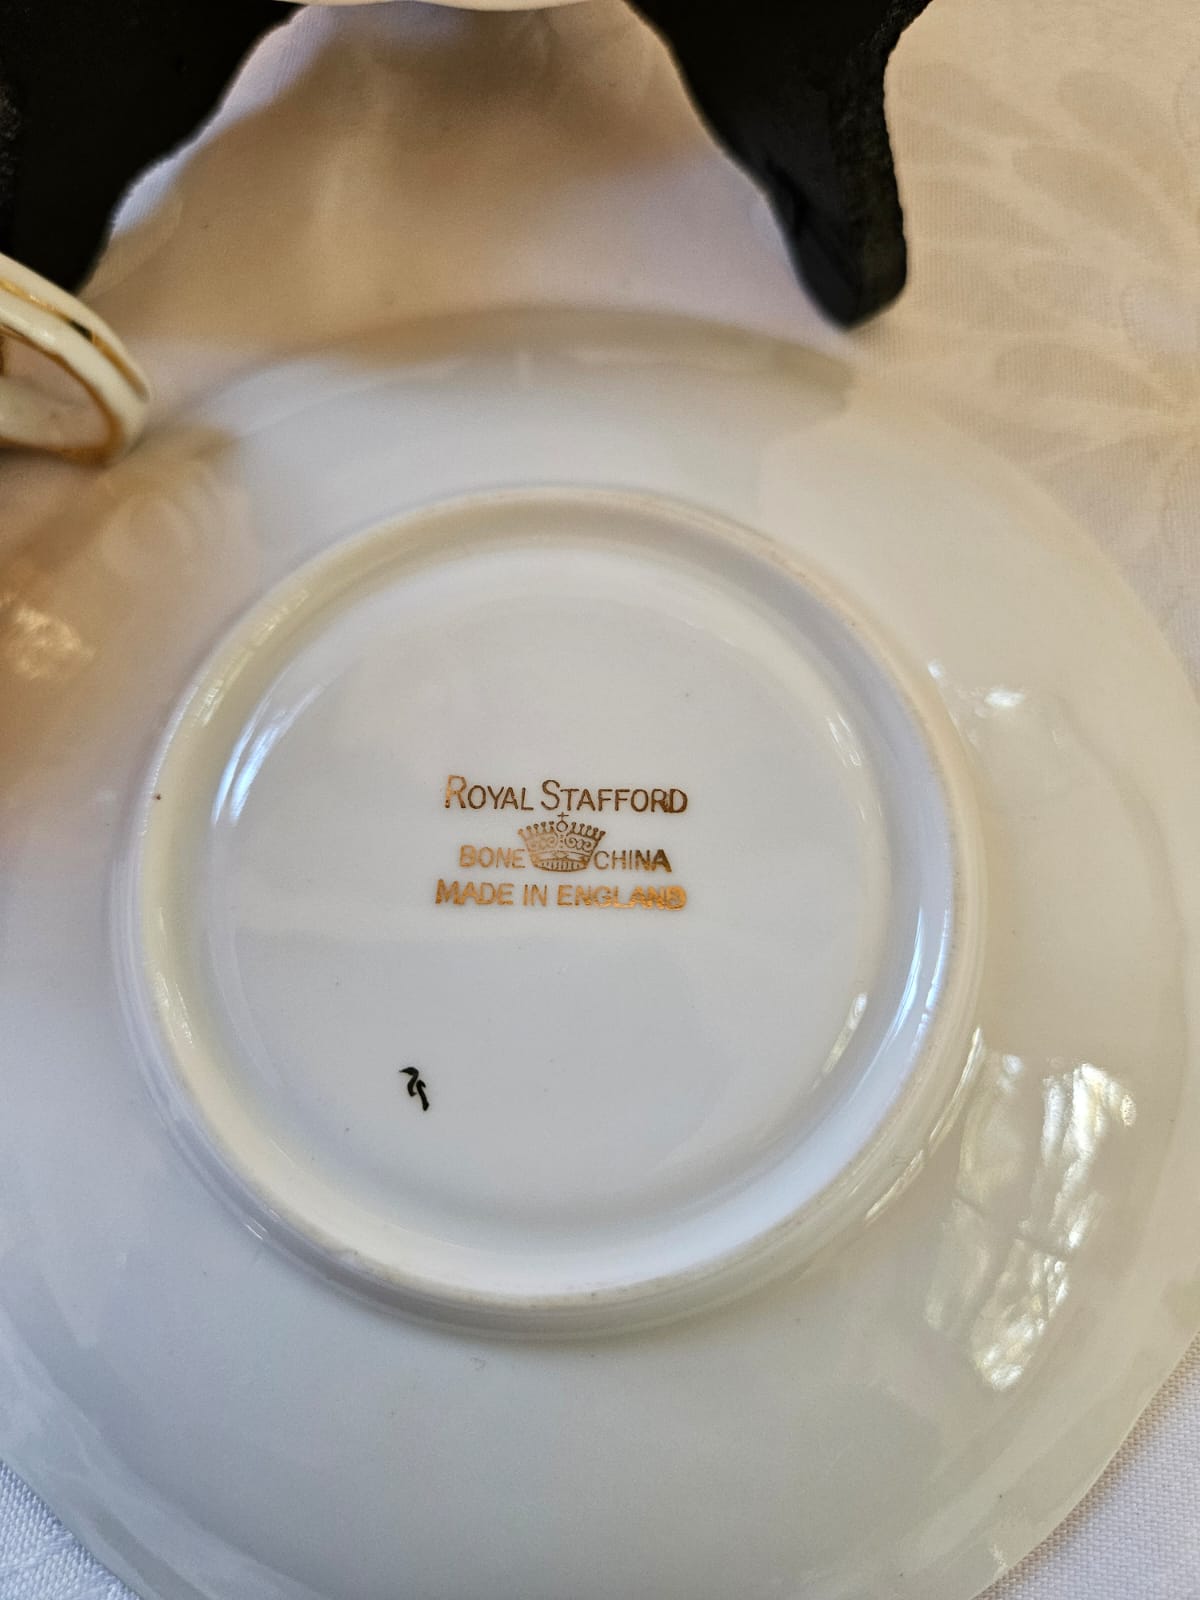 ROYAL STAFFORD
BONE CHINA
MADE IN ENGLAND